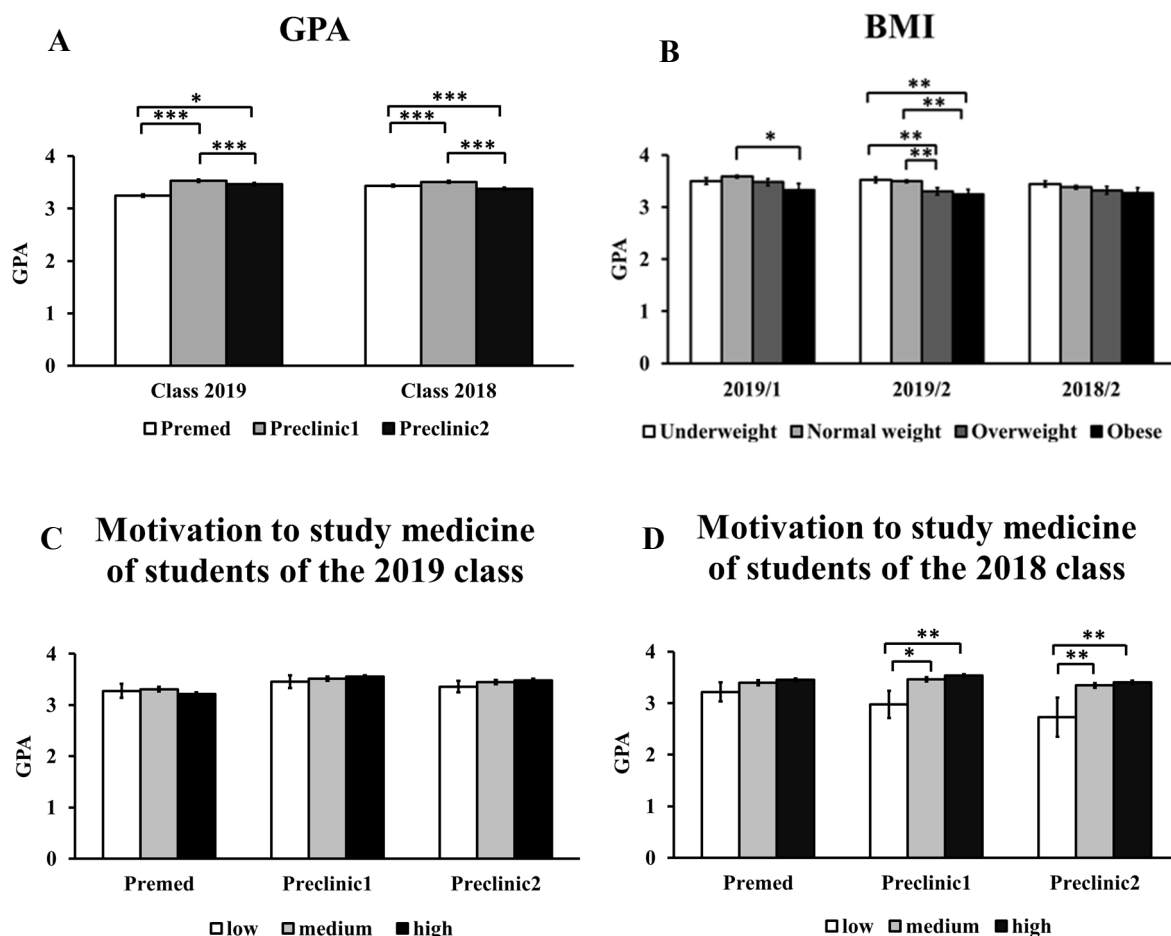 A
GPA
*
***
***
***
***
***
***
4
3
2
1
0
GPA
Class 2019
Class 2018
Premed
Preclinic1
Preclinic2
B
BMI
**
**
*
**
**
4
3
2
1
0
GPA
2019/1
2019/2
2018/2
Underweight
Normal weight
Overweight
Obese
C
Motivation to study medicine
of students of the 2019 class
4
3
2
1
0
GPA
Premed
Preclinic1
Preclinic2
low
medium
high
D
Motivation to study medicine
of students of the 2018 class
**
*
**
**
4
3
2
1
0
GPA
Premed
Preclinic1
Preclinic2
low
medium
high